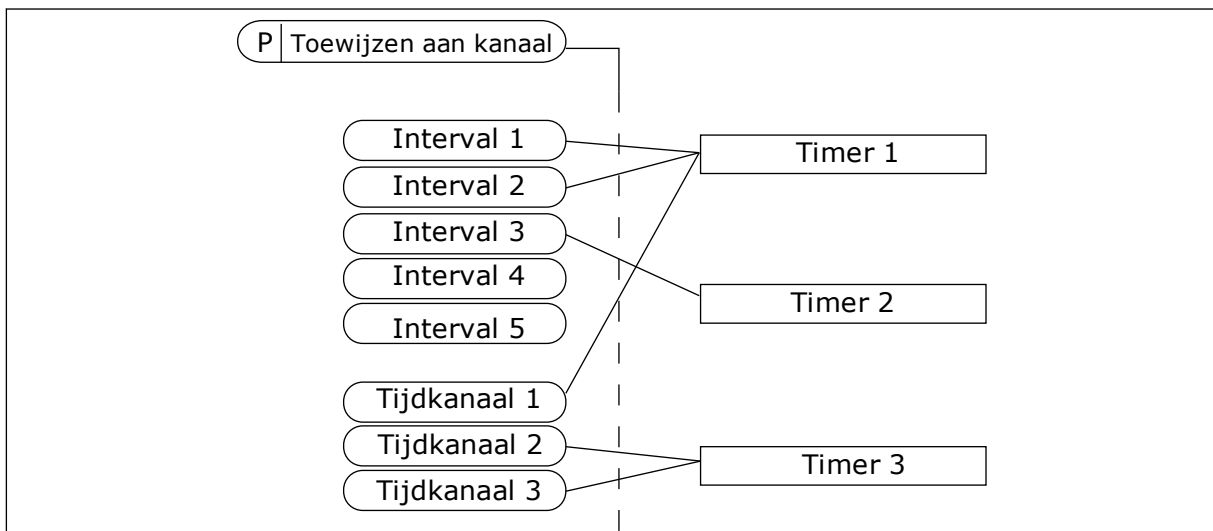 P Toewijzen aan kanaal
Interval 1
Interval 2
Interval 3
Interval 4
Interval 5
Tijdkanaal 1
Tijdkanaal 2
Tijdkanaal 3
Timer 1
Timer 2
Timer 3